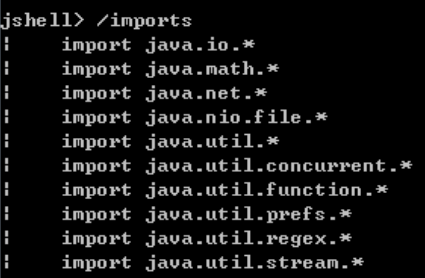 jshell> /imports
|    import java.io.*
|    import java.math.*
|    import java.net.*
|    import java.nio.file.*
|    import java.util.*
|    import java.util.concurrent.*
|    import java.util.function.*
|    import java.util.prefs.*
|    import java.util.regex.*
|    import java.util.stream.*